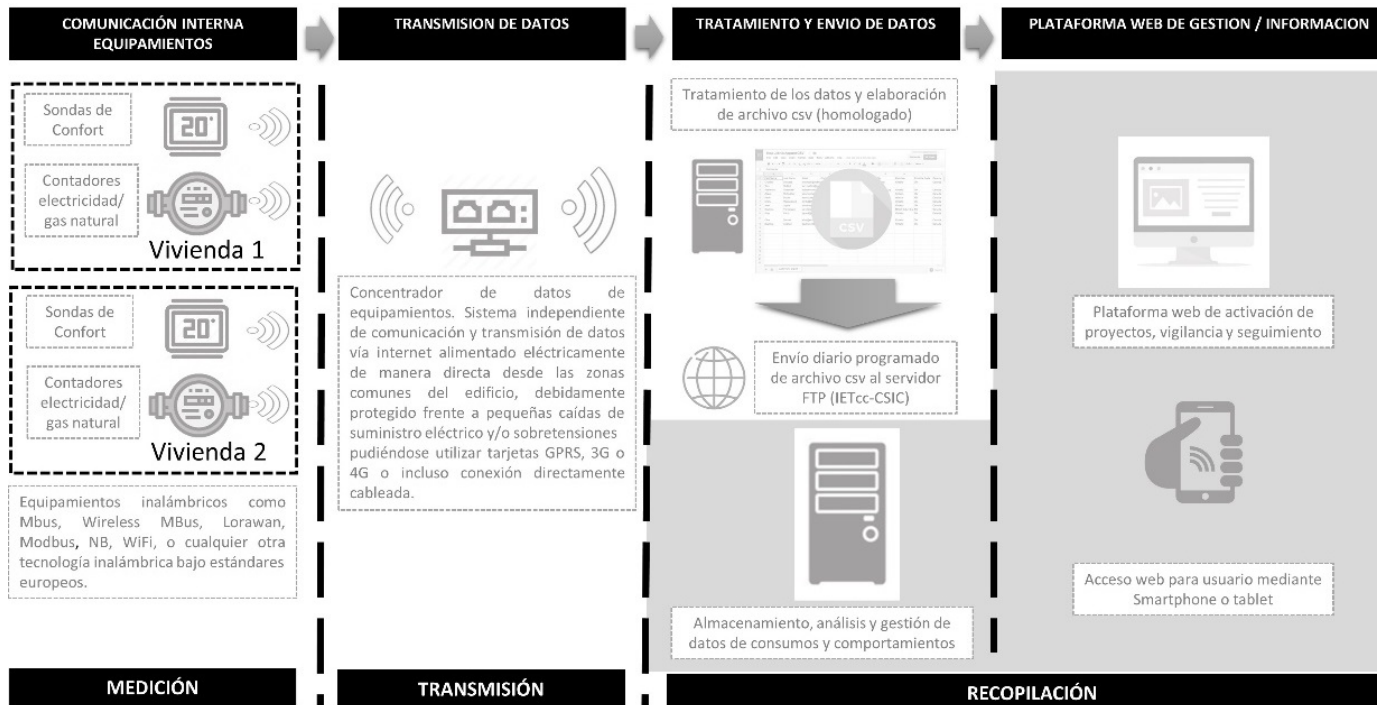 COMUNICACIÓN INTERNA
EQUIPAMIENTOS
TRANSMISION DE DATOS
TRATAMIENTO Y ENVIO DE DATOS
PLATAFORMA WEB DE GESTION / INFORMACION
Sondas de
Confort
20°
Contadores
electricidad/
gas natural
Vivienda 1
Sondas de
Confort
20°
Contadores
electricidad/
gas natural
Vivienda 2
Equipamientos inalámbricos como
Mbus, Wireless MBus, Lorawan,
Modbus, NB, WiFi, o cualquier otra
tecnología inalámbrica bajo estándares
europeos.
MEDICIÓN
Concentrador de datos de
equipamientos. Sistema independiente
de comunicación y transmisión de datos
vía internet alimentado eléctricamente
de manera directa desde las zonas
comunes del edificio, debidamente
protegido frente a pequeñas caídas de
suministro eléctrico y/o sobretensiones
pudiéndose utilizar tarjetas GPRS, 3G o
4G o incluso conexión directamente
cableada.
TRANSMISIÓN
Tratamiento de los datos y elaboración
de archivo csv (homologado)
CSV
Envío diario programado
de archivo csv al servidor
FTP (IETcc-CSIC)
Almacenamiento, análisis y gestión de
datos de consumos y comportamientos
Plataforma web de activación de
proyectos, vigilancia y seguimiento
Acceso web para usuario mediante
Smartphone o tablet
RECOPILACIÓN